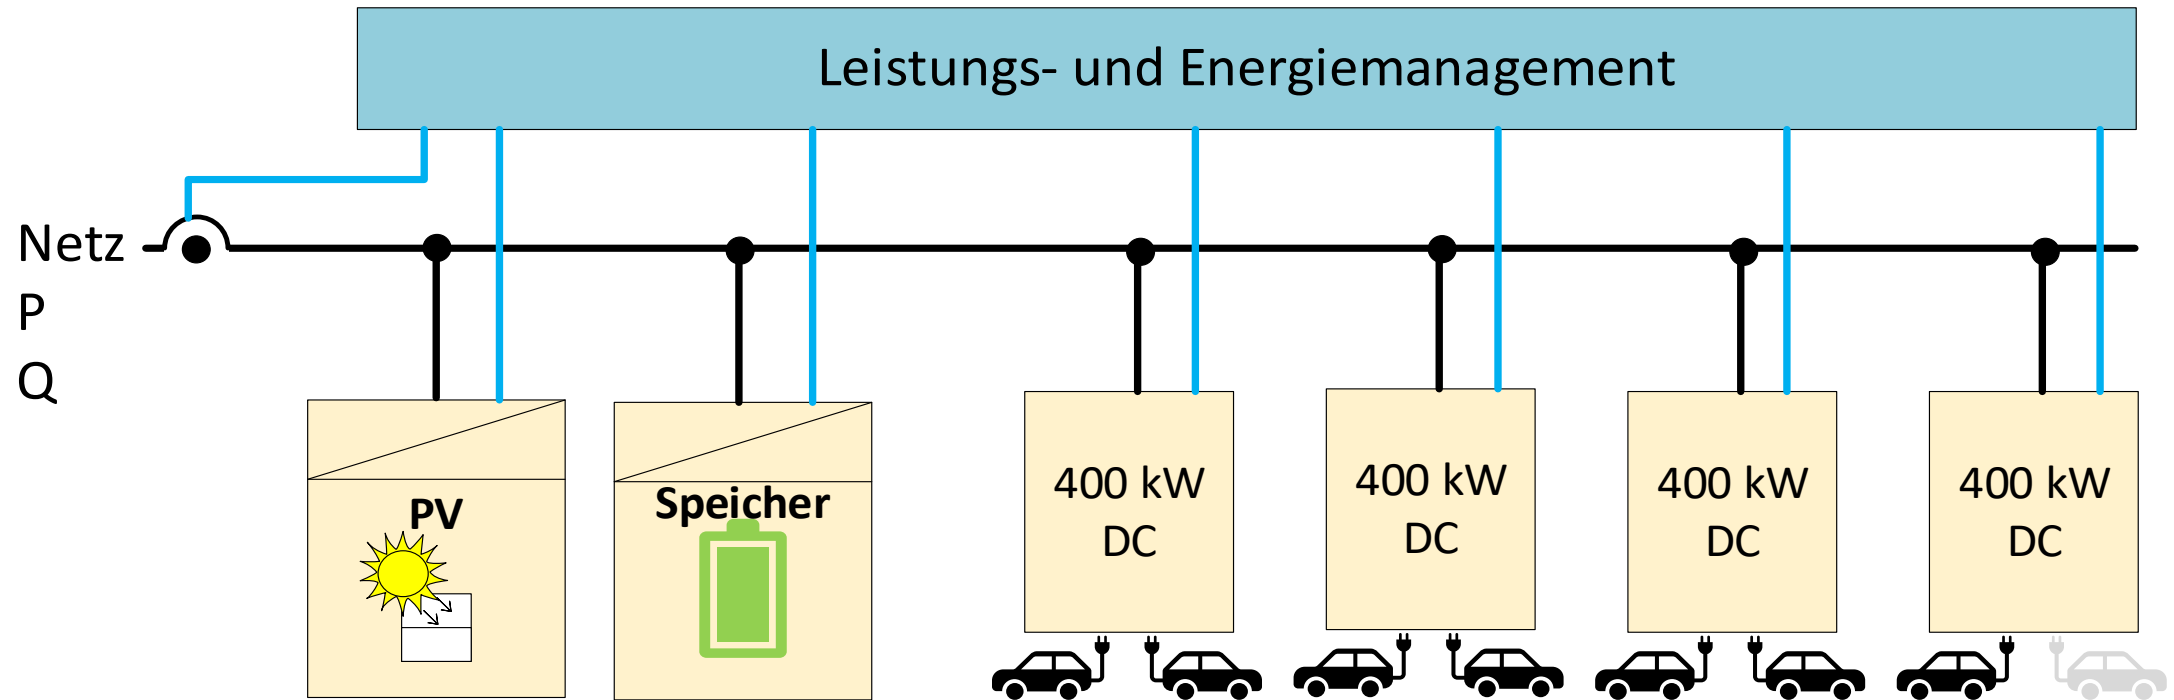 Leistungs- und Energiemanagement
Netz
P
Q
PV
Speicher
400 kW
DC
400 kW
DC
400 kW
DC
400 kW
DC